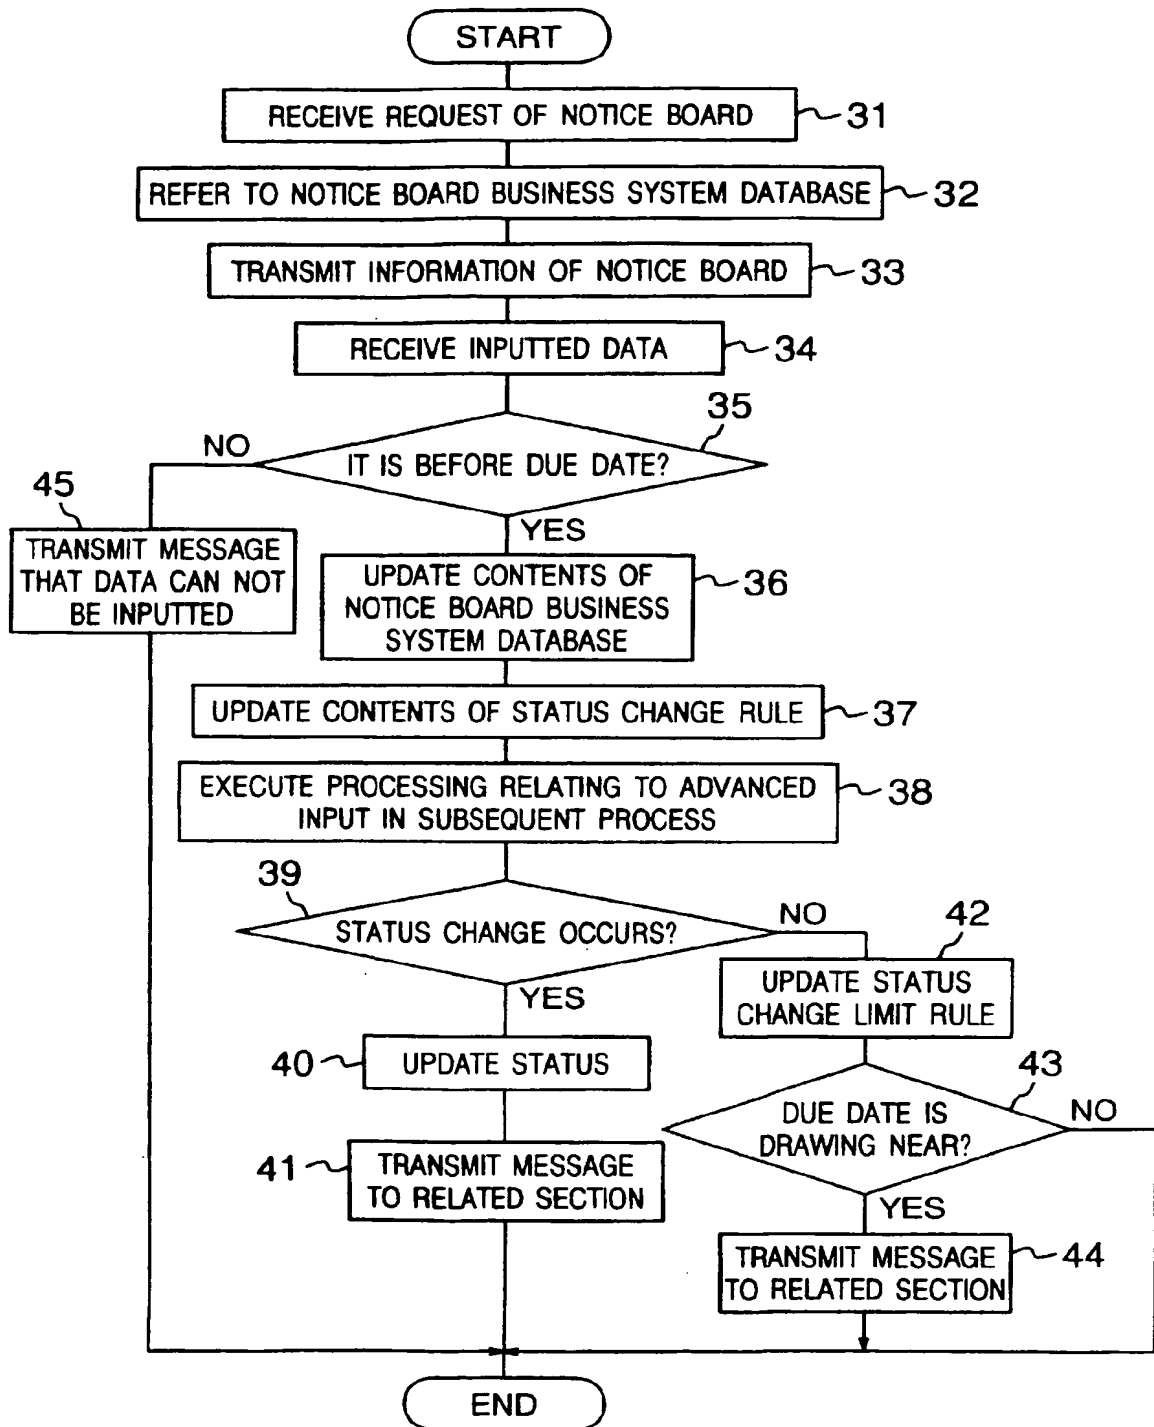 START
RECEIVE REQUEST OF NOTICE BOARD
31
REFER TO NOTICE BOARD BUSINESS SYSTEM DATABASE
32
TRANSMIT INFORMATION OF NOTICE BOARD
33
RECEIVE INPUTTED DATA
34
35
NO
IT IS BEFORE DUE DATE?
45
YES
TRANSMIT MESSAGE
THAT DATA CAN NOT
BE INPUTTED
UPDATE CONTENTS OF
NOTICE BOARD BUSINESS
SYSTEM DATABASE
36
UPDATE CONTENTS OF STATUS CHANGE RULE
37
EXECUTE PROCESSING RELATING TO ADVANCED
INPUT IN SUBSEQUENT PROCESS
38
39
STATUS CHANGE OCCURS?
NO
42
YES
UPDATE STATUS
CHANGE LIMIT RULE
40
UPDATE STATUS
43
DUE DATE IS
DRAWING NEAR?
NO
41
TRANSMIT MESSAGE
TO RELATED SECTION
YES
TRANSMIT MESSAGE
TO RELATED SECTION
44
END